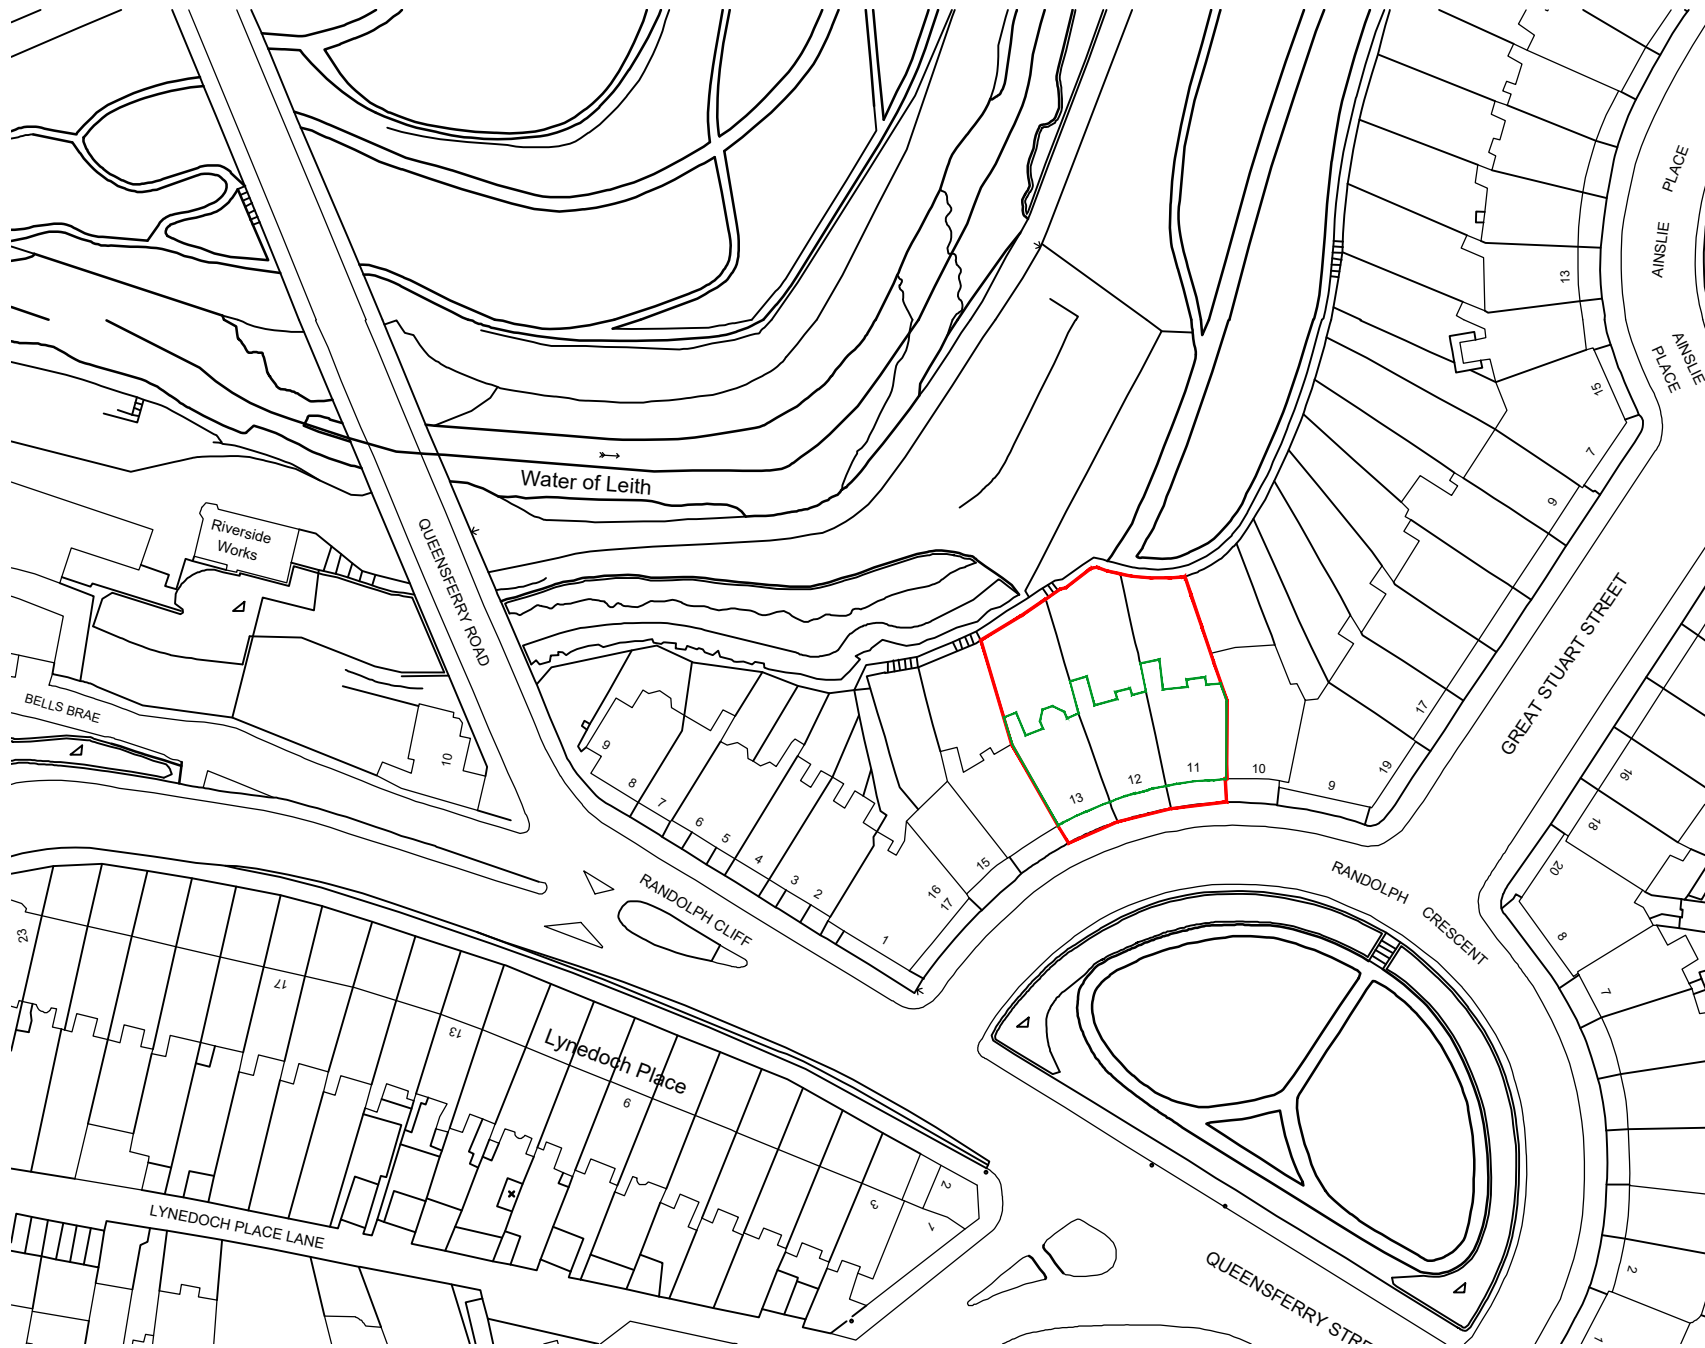 PLACE
AINSLIE
13
AINSLIE
PLACE
15
7
9
Water of Leith
Riverside
Works
QUEENSFERRY ROAD
GREAT STUART STREET
BELLS BRAE
10
9
8
7
6
5
4
3
2
1
13
12
11
10
9
19
17
15
16
17
16
18
20
8
7
RANDOLPH CLIFF
RANDOLPH
CRESCENT
23
17
13
Lynedoch Place
9
3
2
1
LYNEDOCH PLACE LANE
QUEENSFERRY STRE
2
1